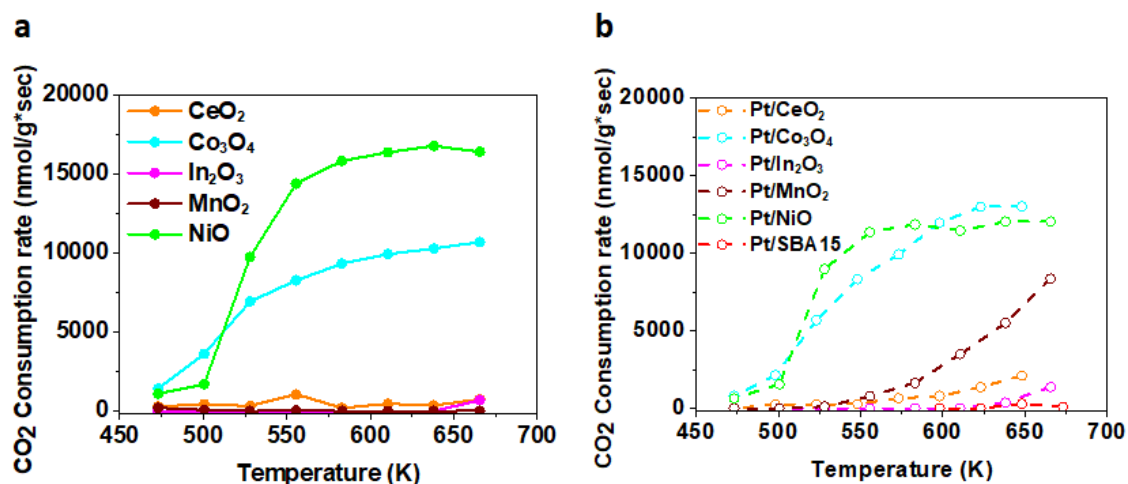 a
CO2 Consumption rate (nmol/g*sec)
20000
15000
10000
5000
0
CeO₂
Co₃O₄
In₂O₃
MnO₂
NiO
450 500 550 600 650 700
Temperature (K)
b
CO2 Consumption rate (nmol/g*sec)
20000
15000
10000
5000
0
Pt/CeO₂
Pt/Co₃O₄
Pt/In₂O₃
Pt/MnO₂
Pt/NiO
Pt/SBA15
450 500 550 600 650 700
Temperature (K)